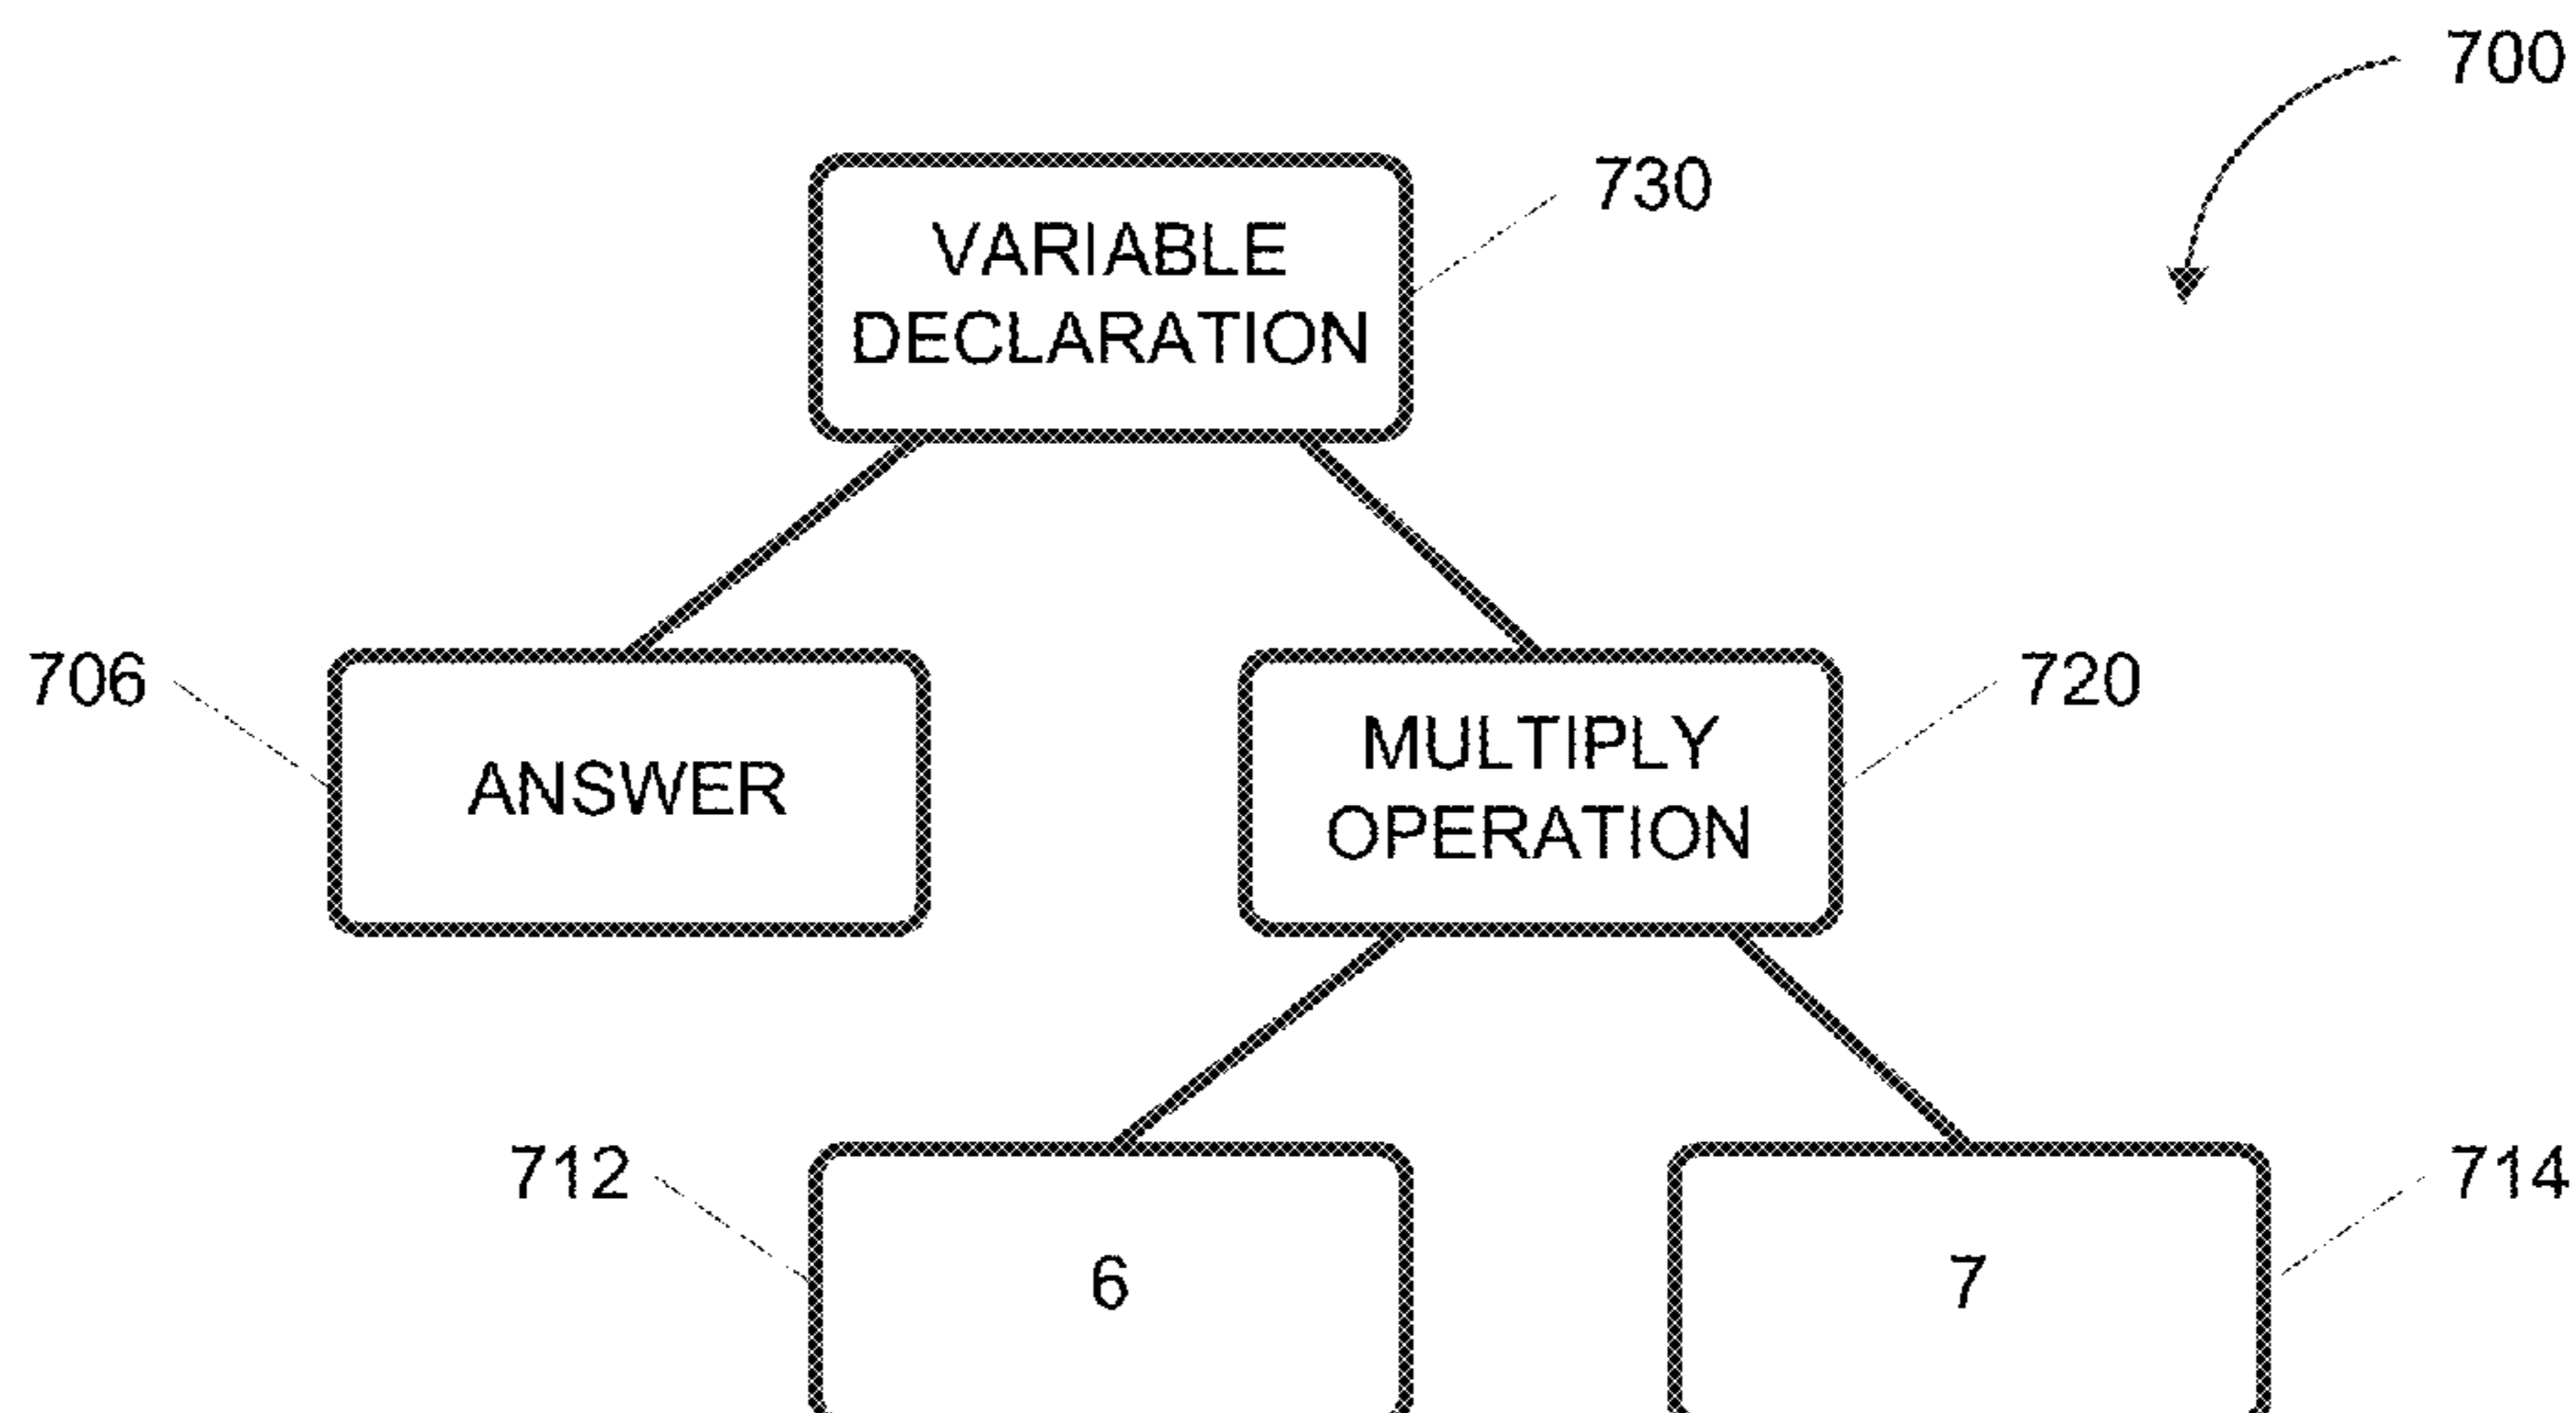 700
730
VARIABLE
DECLARATION
706
ANSWER
720
MULTIPLY
OPERATION
712
6
714
7